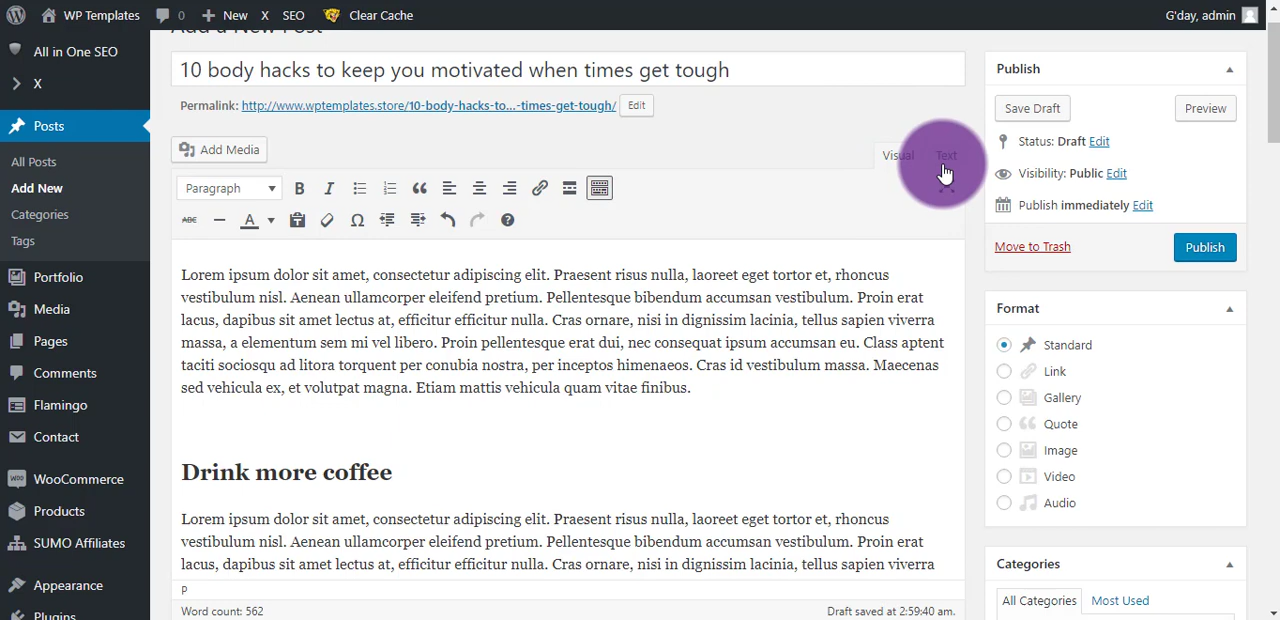 WP Templates 0 New X SEO Clear Cache G'day, admin
All in One SEO
X
Posts
All Posts
Add New
Categories
Tags
Portfolio
Media
Pages
Comments
Flamingo
Contact
WooCommerce
Products
SUMO Affiliates
Appearance
Plugins
Add a New Post
10 body hacks to keep you motivated when times get tough
Permalink: http://www.wptemplates.store/10-body-hacks-to...-times-get-tough/ Edit
Add Media
Visual Text
Paragraph B I
ABC A Ω ?
Lorem ipsum dolor sit amet, consectetur adipiscing elit. Praesent risus nulla, laoreet eget tortor et, rhoncus
vestibulum nisl. Aenean ullamcorper eleifend pretium. Pellentesque bibendum accumsan vestibulum. Proin erat
lacus, dapibus sit amet lectus at, efficitur efficitur nulla. Cras ornare, nisi in dignissim lacinia, tellus sapien viverra
massa, a elementum sem mi vel libero. Proin pellentesque erat dui, nec consequat ipsum accumsan eu. Class aptent
taciti sociosqu ad litora torquent per conubia nostra, per inceptos himenaeos. Cras id vestibulum massa. Maecenas
sed vehicula ex, et volutpat magna. Etiam mattis vehicula quam vitae finibus.
Drink more coffee
Lorem ipsum dolor sit amet, consectetur adipiscing elit. Praesent risus nulla, laoreet eget tortor et, rhoncus
vestibulum nisl. Aenean ullamcorper eleifend pretium. Pellentesque bibendum accumsan vestibulum. Proin erat
lacus, dapibus sit amet lectus at, efficitur efficitur nulla. Cras ornare, nisi in dignissim lacinia, tellus sapien viverra
P
Word count: 562 Draft saved at 2:59:40 am.
Publish
Save Draft Preview
Status: Draft Edit
Visibility: Public Edit
Publish immediately Edit
Move to Trash Publish
Format
Standard
Link
Gallery
Quote
Image
Video
Audio
Categories
All Categories Most Used